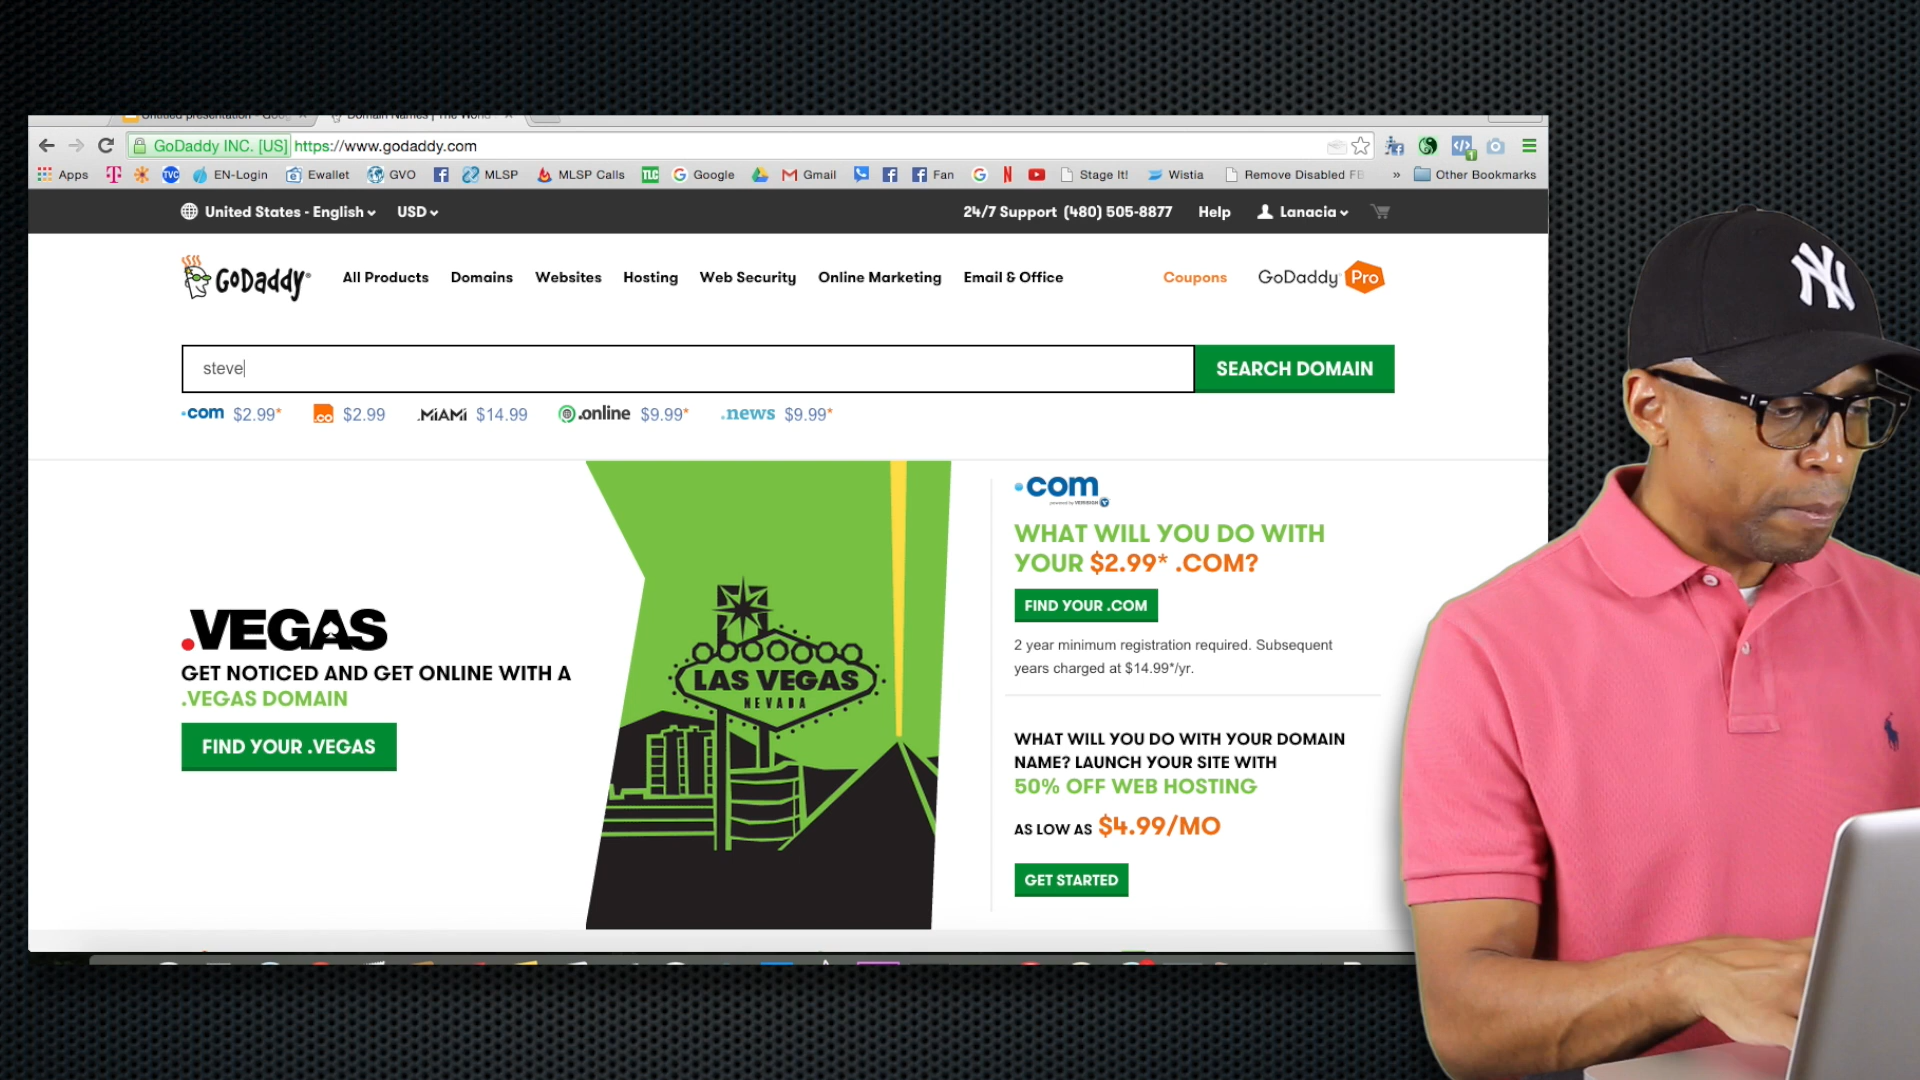 Untitled presentation - Goog
Domain Names | The World
GoDaddy INC. [US] https://www.godaddy.com
Apps EN-Login Ewallet GVO MLSP MLSP Calls TLC Google Gmail Fan Stage It! Wistia Remove Disabled FB » Other Bookmarks
United States - English USD 24/7 Support (480) 505-8877 Help Lanacia
GoDaddy All Products Domains Websites Hosting Web Security Online Marketing Email & Office Coupons GoDaddy Pro
steve SEARCH DOMAIN
.com $2.99* .co $2.99 .MiAMi $14.99 .online $9.99* .news $9.99*
.com
powered by VERISIGN
WHAT WILL YOU DO WITH
YOUR $2.99* .COM?
FIND YOUR .COM
2 year minimum registration required. Subsequent
years charged at $14.99*/yr.
.VEGAS
GET NOTICED AND GET ONLINE WITH A
.VEGAS DOMAIN
FIND YOUR .VEGAS
LAS VEGAS
NEVADA
WHAT WILL YOU DO WITH YOUR DOMAIN
NAME? LAUNCH YOUR SITE WITH
50% OFF WEB HOSTING
AS LOW AS $4.99/MO
GET STARTED
NY